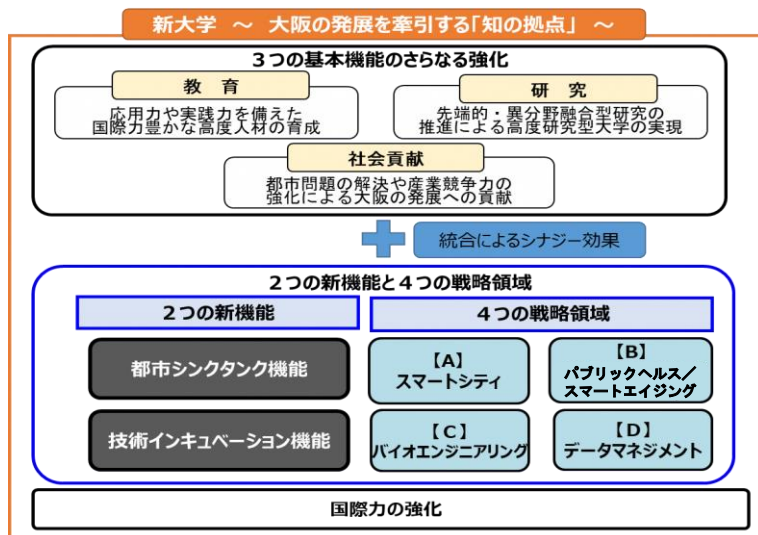 新大学 ～ 大阪の発展を牽引する「知の拠点」 ～
３つの基本機能のさらなる強化
教 育
応用力や実践力を備えた
国際力豊かな高度人材の育成
研 究
先端的・異分野融合型研究の
推進による高度研究型大学の実現
社会貢献
都市問題の解決や産業競争力の
強化による大阪の発展への貢献
統合によるシナジー効果
２つの新機能と４つの戦略領域
２つの新機能
４つの戦略領域
都市シンクタンク機能
技術インキュベーション機能
【A】
スマートシティ
【B】
パブリックヘルス／
スマートエイジング
【C】
バイオエンジニアリング
【D】
データマネジメント
国際力の強化